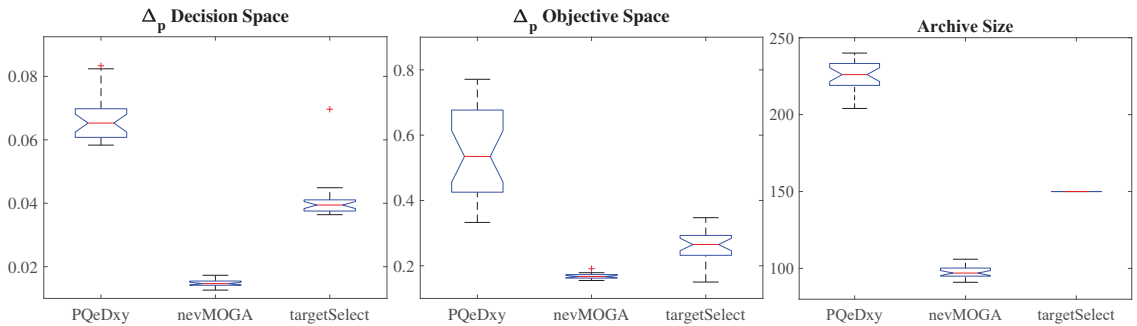 Δp Decision Space
0.08
0.06
0.04
0.02
PQeDxy nevMOGA targetSelect
Δp Objective Space
0.8
0.6
0.4
0.2
PQeDxy nevMOGA targetSelect
Archive Size
250
200
150
100
PQeDxy nevMOGA targetSelect